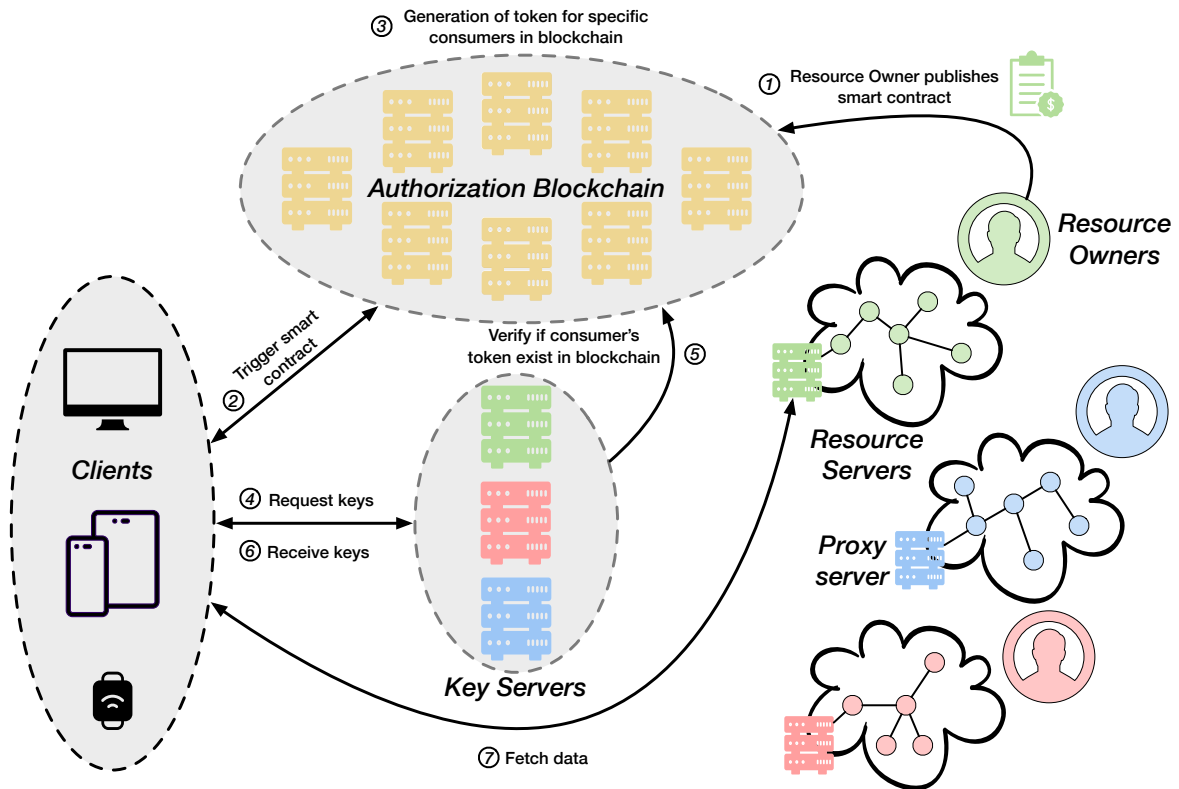 ③ Generation of token for specific
consumers in blockchain
① Resource Owner publishes
smart contract
$
Authorization Blockchain
Resource
Owners
② Trigger smart
contract
Verify if consumer's
token exist in blockchain
⑤
Clients
④ Request keys
⑥ Receive keys
Key Servers
Resource
Servers
Proxy
server
⑦ Fetch data